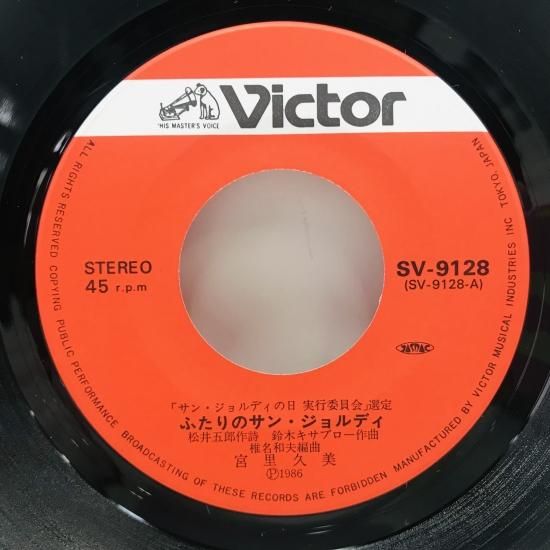 Victor
"HIS MASTER'S VOICE"
STEREO
45 r.p.m
SV-9128
(SV-9128-A)
JASRAC
「サン・ジョルディの日 実行委員会」選定
ふたりのサン・ジョルディ
松井五郎作詩 鈴木キサブロー作曲
椎名和夫編曲
宮里久美
Ⓟ1986
ALL RIGHTS RESERVED COPYING PUBLIC PERFORMANCE BROADCASTING OF THESE RECORDS ARE FORBIDDEN MANUFACTURED BY VICTOR MUSICAL INDUSTRIES INC TOKYO, JAPAN